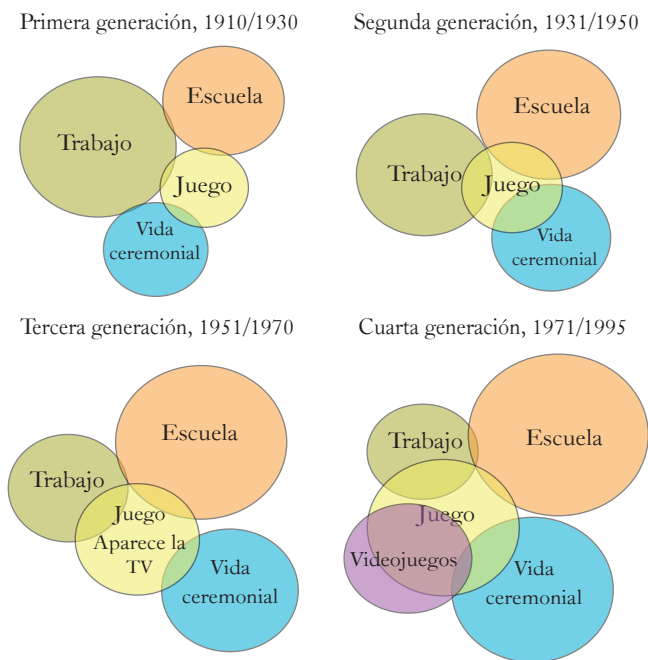 Primera generación, 1910/1930
Escuela
Trabajo
Juego
Vida
ceremonial
Segunda generación, 1931/1950
Escuela
Trabajo
Juego
Vida
ceremonial
Tercera generación, 1951/1970
Escuela
Trabajo
Juego
Aparece la
TV
Vida
ceremonial
Cuarta generación, 1971/1995
Trabajo
Escuela
Juego
Videojuegos
Vida
ceremonial